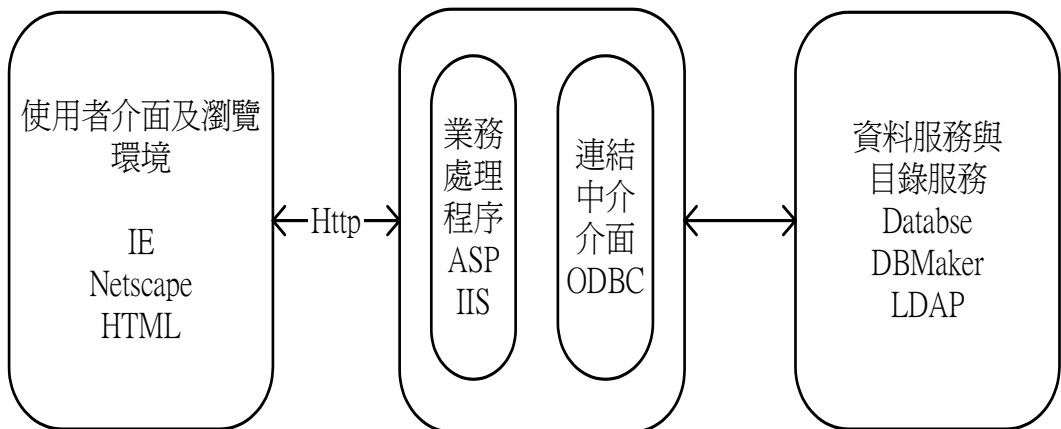 使用者介面及瀏覽
環境
IE
Netscape
HTML
Http
業務
處理
程序
ASP
IIS
連結
中介
介面
ODBC
資料服務與
目錄服務
Databse
DBMaker
LDAP